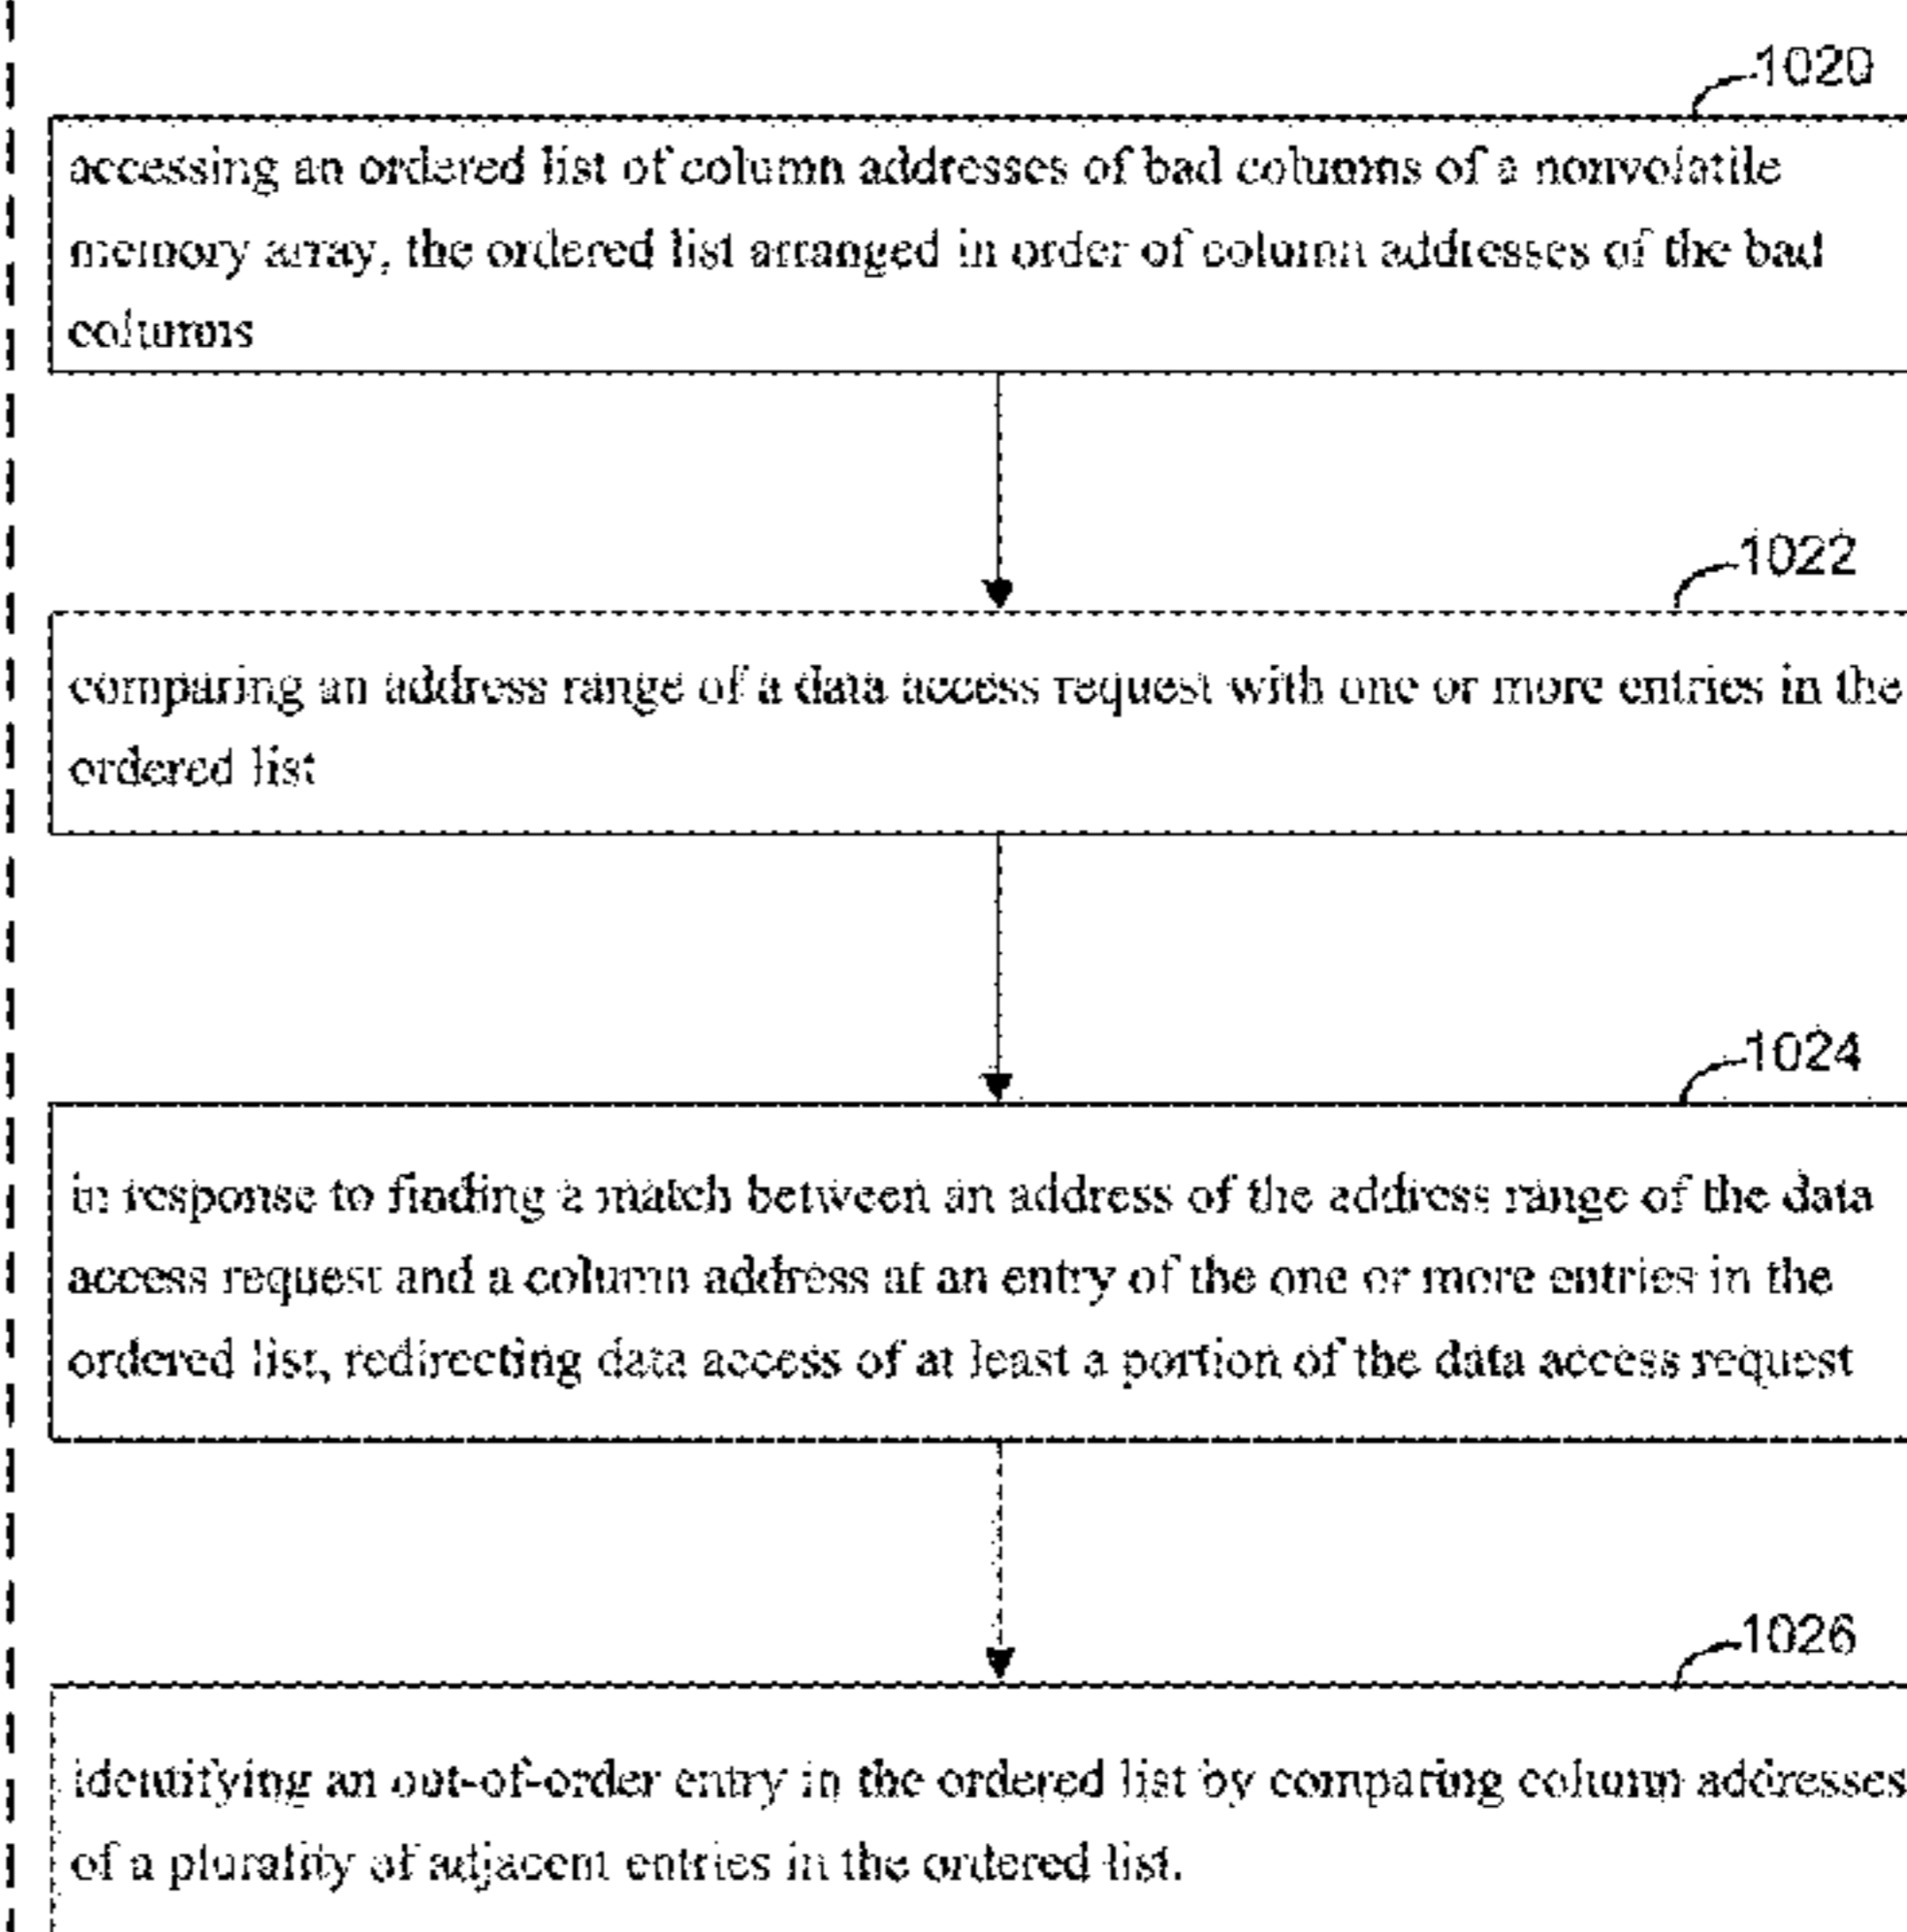 1020
accessing an ordered list of column addresses of bad columns of a nonvolatile
memory array, the ordered list arranged in order of column addresses of the bad
columns
1022
comparing an address range of a data access request with one or more entries in the
ordered list
1024
in response to finding a match between an address of the address range of the data
access request and a column address at an entry of the one or more entries in the
ordered list, redirecting data access of at least a portion of the data access request
1026
identifying an out-of-order entry in the ordered list by comparing column addresses
of a plurality of adjacent entries in the ordered list.